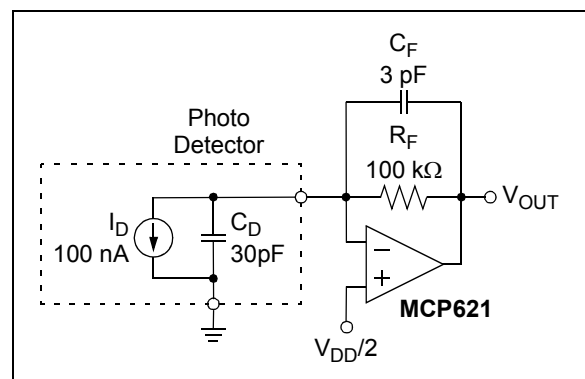 C_F
3 pF
Photo
Detector
R_F
100 kΩ
V_OUT
I_D
100 nA
C_D
30pF
−
+
MCP621
V_DD/2